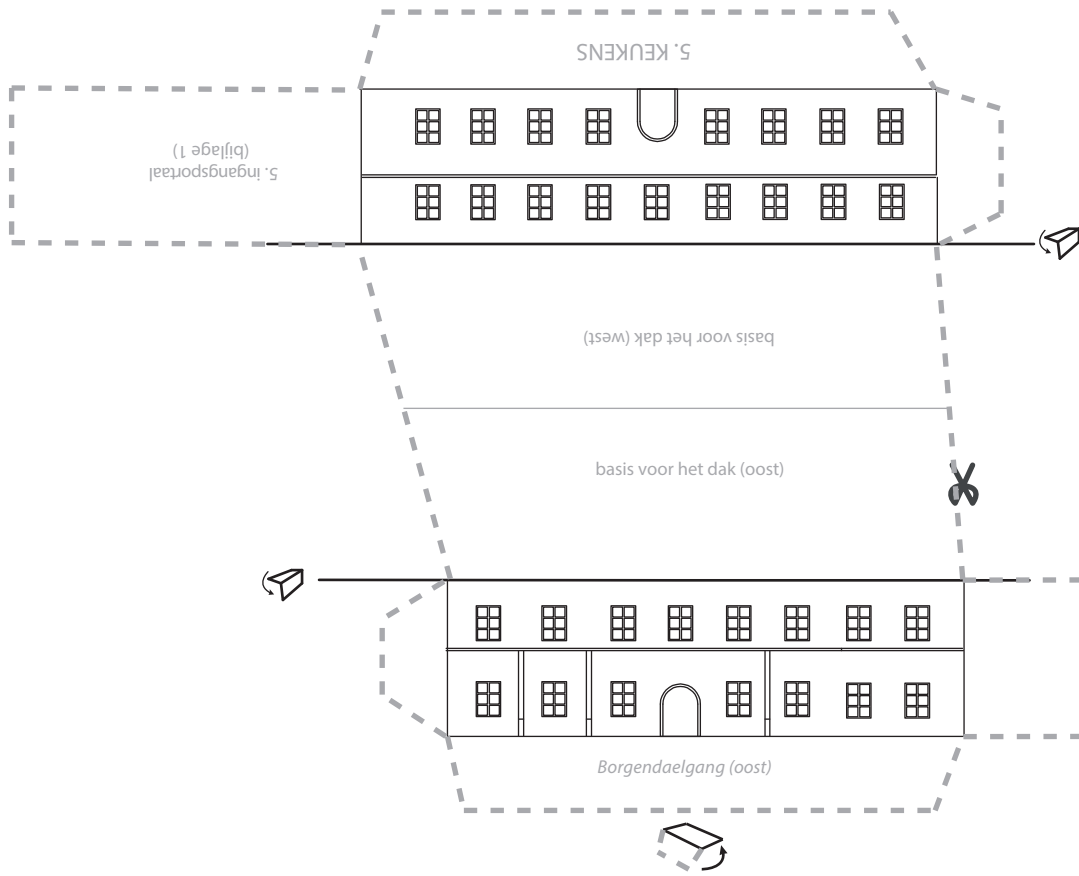 5. KEUKENS
5. ingangsportaal
(bijlage 1)
basis voor het dak (west)
basis voor het dak (oost)
Borgendaelgang (oost)